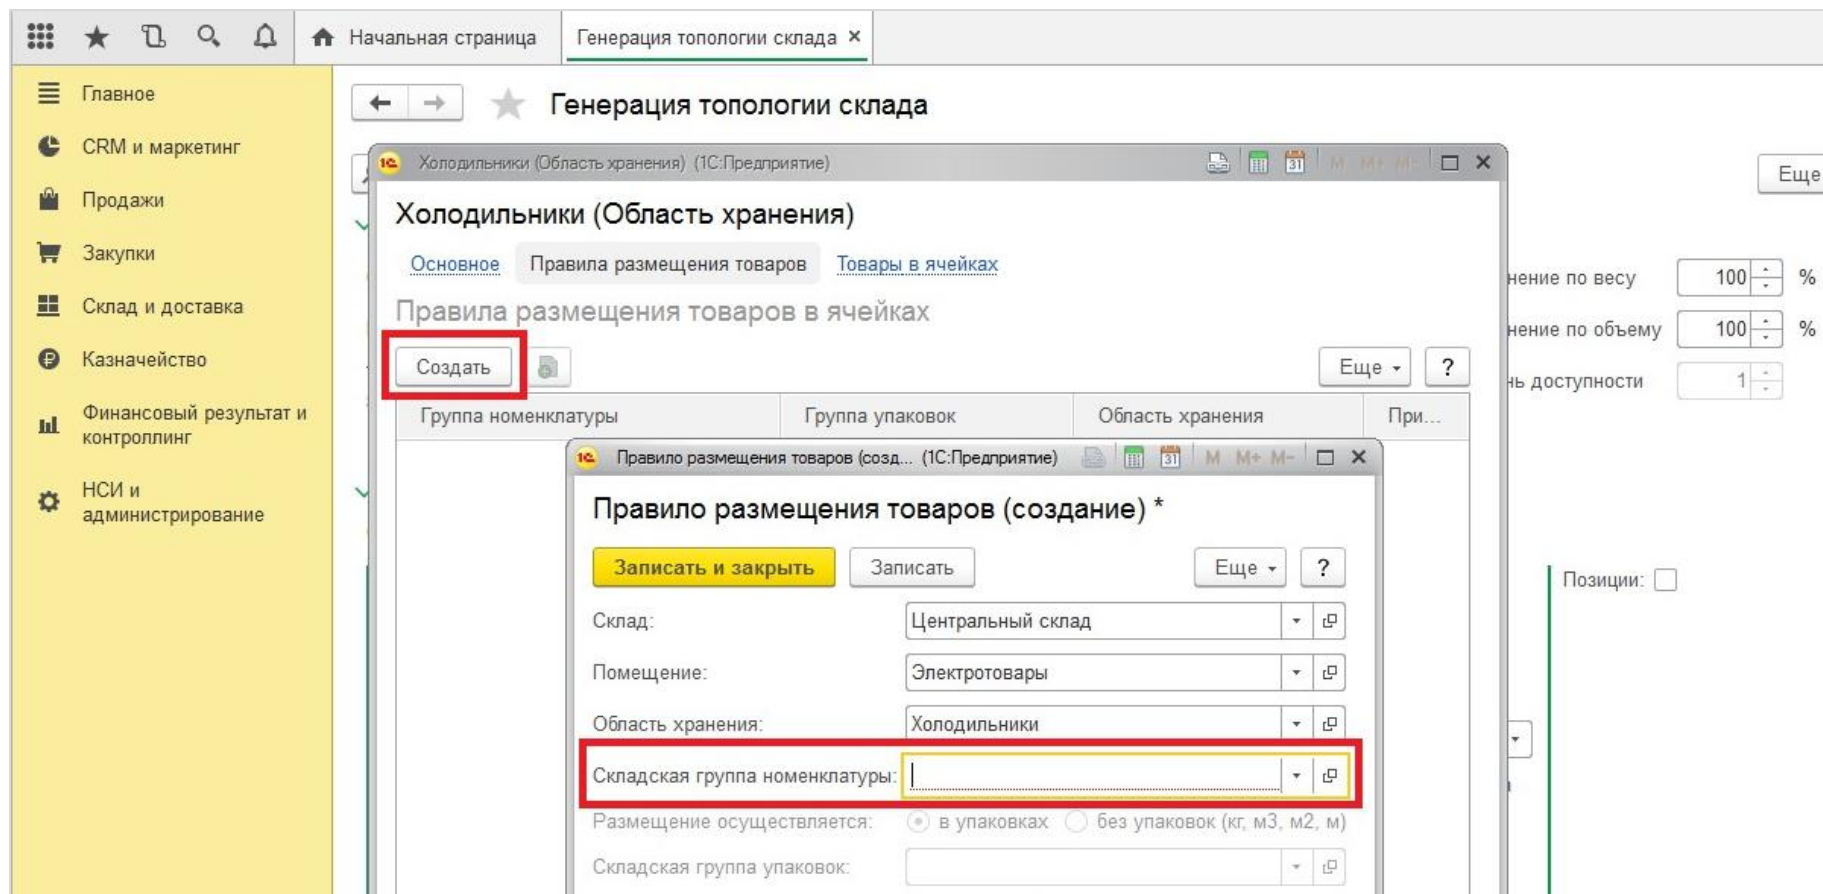 Начальная страница
Генерация топологии склада ×
Главное
CRM и маркетинг
Продажи
Закупки
Склад и доставка
Казначейство
Финансовый результат и
контроллинг
НСИ и
администрирование
Генерация топологии склада
Еще
Холодильники (Область хранения) (1С:Предприятие)
31 M M+ M-
Холодильники (Область хранения)
Основное Правила размещения товаров Товары в ячейках
Правила размещения товаров в ячейках
Создать Еще ?
Группа номенклатуры Группа упаковок Область хранения При...
нение по весу 100 %
нение по объему 100 %
нь доступности 1
Правило размещения товаров (созд... (1С:Предприятие) 31 M M+ M-
Правило размещения товаров (создание) *
Записать и закрыть Записать Еще ?
Склад: Центральный склад
Помещение: Электротовары
Область хранения: Холодильники
Складская группа номенклатуры:
Размещение осуществляется: в упаковках без упаковок (кг, м3, м2, м)
Складская группа упаковок:
Позиции: